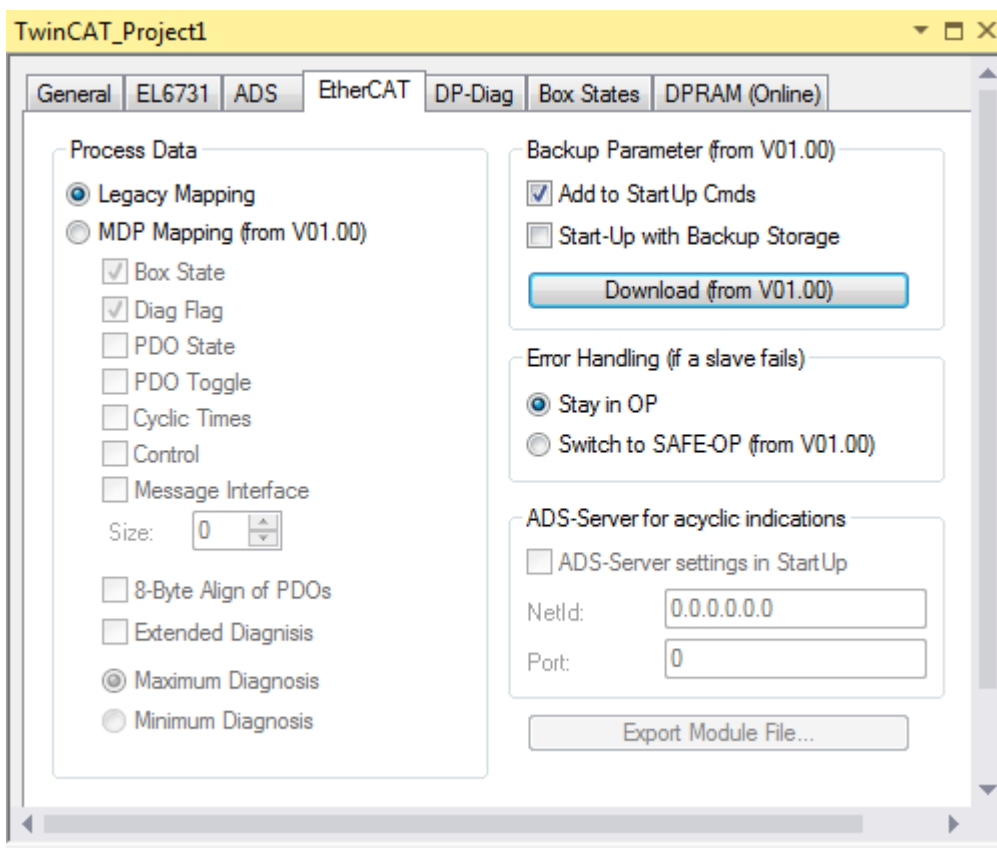 TwinCAT_Project1
General EL6731 ADS EtherCAT DP-Diag Box States DPRAM (Online)
Process Data
Legacy Mapping
MDP Mapping (from V01.00)
Box State
Diag Flag
PDO State
PDO Toggle
Cyclic Times
Control
Message Interface
Size: 0
8-Byte Align of PDOs
Extended Diagnisis
Maximum Diagnosis
Minimum Diagnosis
Backup Parameter (from V01.00)
Add to StartUp Cmds
Start-Up with Backup Storage
Download (from V01.00)
Error Handling (if a slave fails)
Stay in OP
Switch to SAFE-OP (from V01.00)
ADS-Server for acyclic indications
ADS-Server settings in StartUp
NetId: 0.0.0.0.0.0
Port: 0
Export Module File...